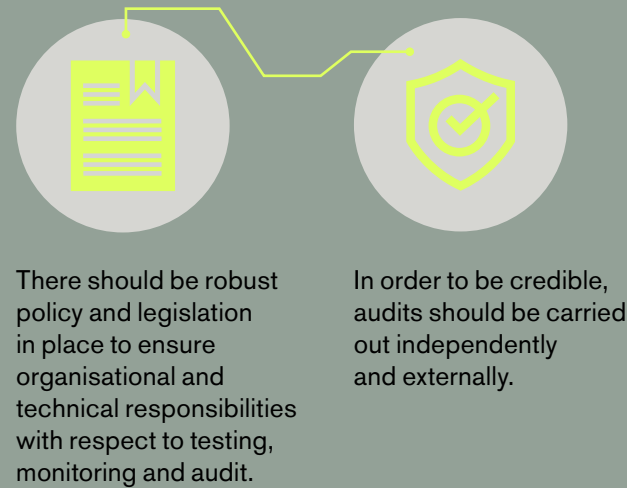 There should be robust
policy and legislation
in place to ensure
organisational and
technical responsibilities
with respect to testing,
monitoring and audit.
In order to be credible,
audits should be carried
out independently
and externally.